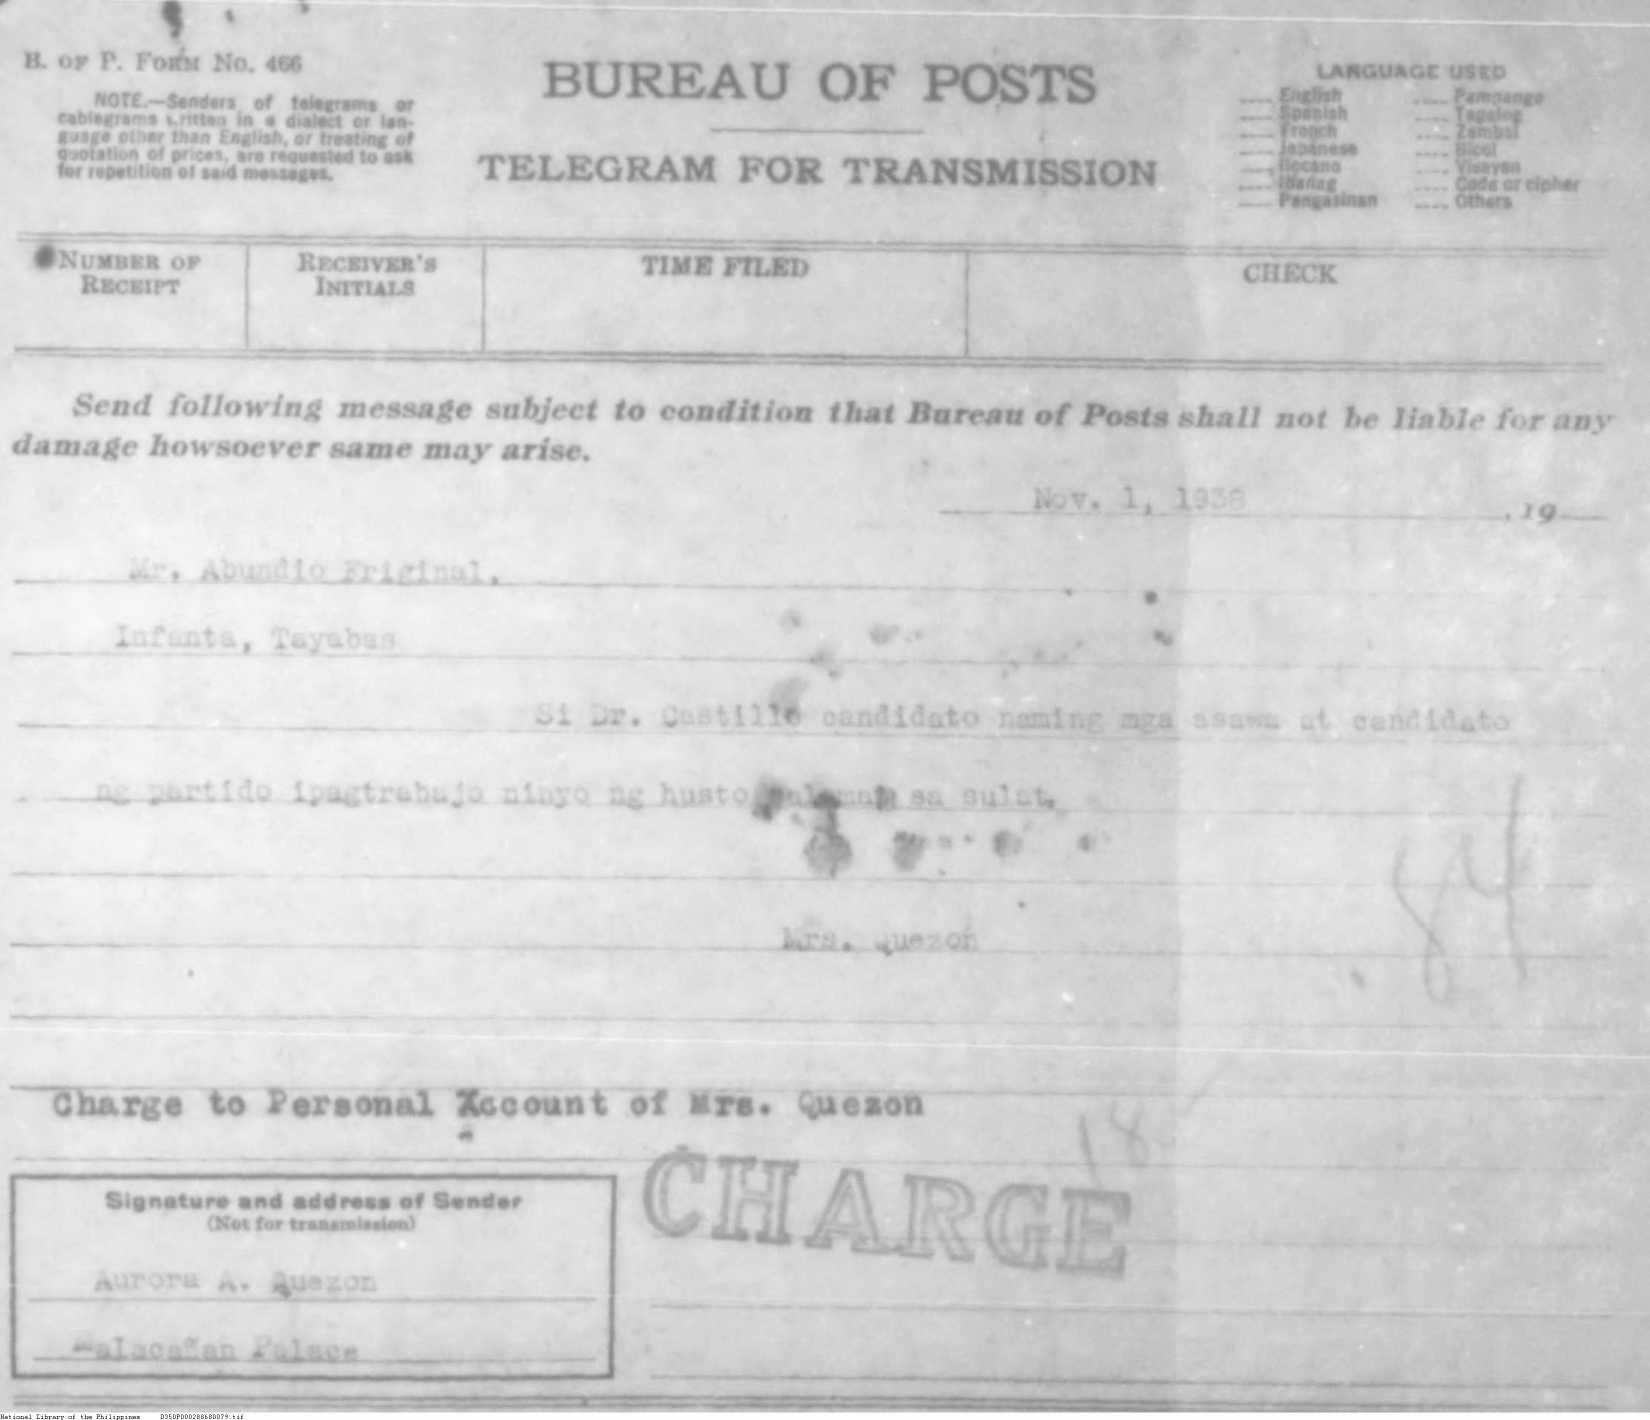 B. OF P. FORM No. 466
NOTE.—Senders of telegrams or
cablegrams written in a dialect or lan-
guage other than English, or treating of
quotation of prices, are requested to ask
for repetition of said messages.
BUREAU OF POSTS
TELEGRAM FOR TRANSMISSION
LANGUAGE USED
English
Spanish
French
Japanese
Ilocano
Ibanag
Pangasinan
Pampango
Tagalog
Zambal
Bicol
Visayan
Code or cipher
Others
NUMBER OF
RECEIPT
RECEIVER'S
INITIALS
TIME FILED
CHECK
Send following message subject to condition that Bureau of Posts shall not be liable for any
damage howsoever same may arise.
Nov. 1, 1938 , 19
Mr. Abundio Friginal,
Infanta, Tayabas
Si Dr. Castillo candidato naming mga asawa at candidato
ng partido ipagtrabajo ninyo ng husto sa sulat.
84
Mrs. Quezon
Charge to Personal Account of Mrs. Quezon
18
CHARGE
Signature and address of Sender
(Not for transmission)
Aurora A. Quezon
Malacañan Palace
National Library of the Philippines D350P000288680079.tif